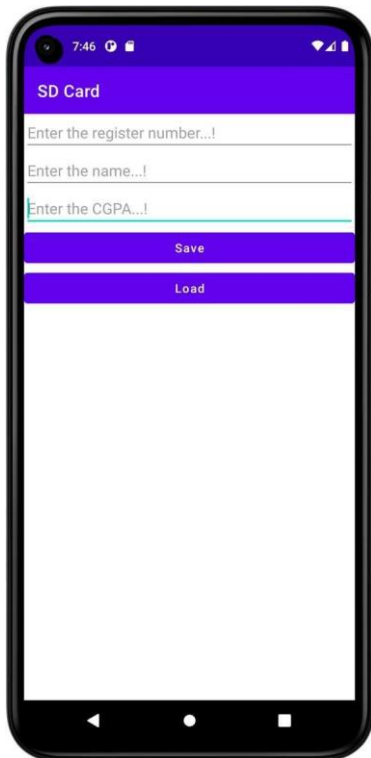 7:46
SD Card
Enter the register number...!
Enter the name...!
Enter the CGPA...!
Save
Load